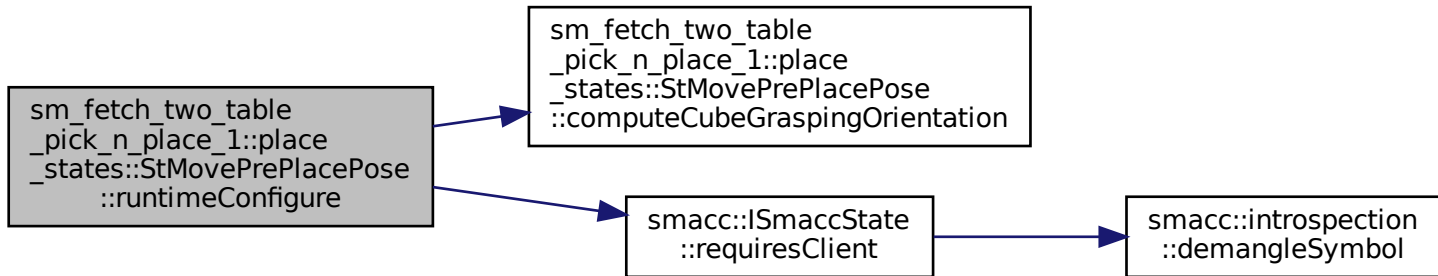 sm_fetch_two_table
_pick_n_place_1::place
_states::StMovePrePlacePose
::runtimeConfigure
sm_fetch_two_table
_pick_n_place_1::place
_states::StMovePrePlacePose
::computeCubeGraspingOrientation
smacc::ISmaccState
::requiresClient
smacc::introspection
::demangleSymbol